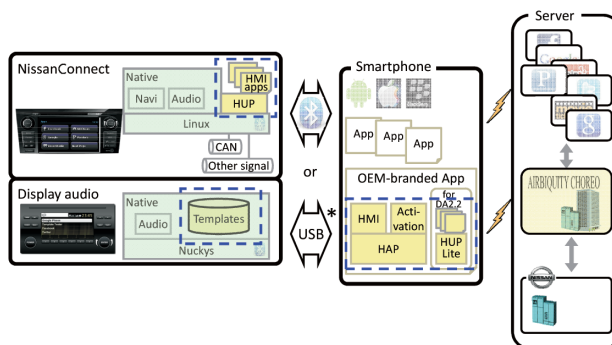 NissanConnect
Native
Navi
Audio
HMI
apps
HUP
Linux
CAN
Other signal
Display audio
Native
Audio
Templates
Nuckys
or
USB
*
Smartphone
App
App
App
OEM-branded App
HMI
Acti-
vation
HAP
for
DA2.2
HUP
Lite
Server
AIRBIQUITY CHOREO
NISSAN